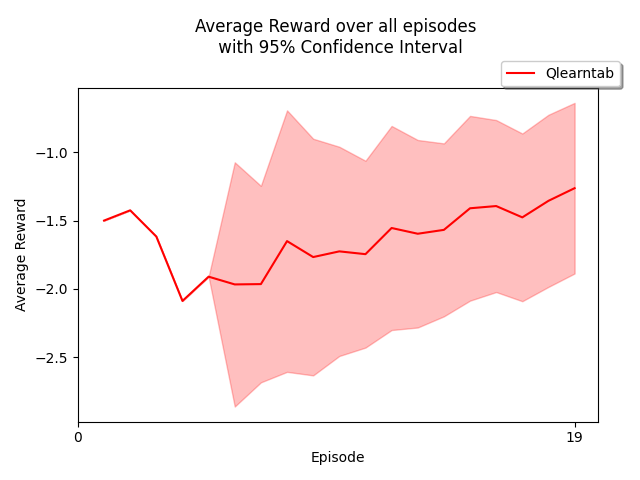 Average Reward over all episodes
with 95% Confidence Interval
Qlearntab
−1.0
−1.5
−2.0
−2.5
Average Reward
0
19
Episode